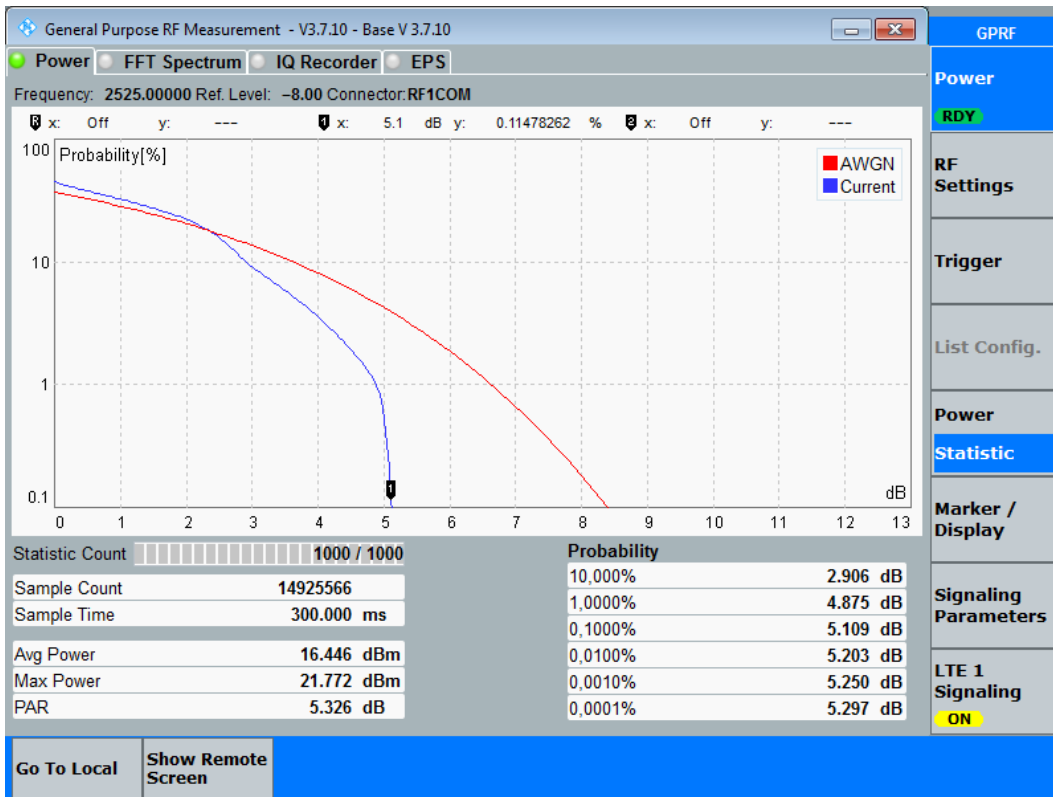 General Purpose RF Measurement - V3.7.10 - Base V 3.7.10
GPRF
Power FFT Spectrum IQ Recorder EPS
Frequency: 2525.00000 Ref. Level: -8.00 Connector: RF1COM
R x: Off y: --- 1 x: 5.1 dB y: 0.11478262 % 2 x: Off y: ---
100
Probability[%]
AWGN
Current
10
1
0.1
1
dB
0 1 2 3 4 5 6 7 8 9 10 11 12 13
Statistic Count 1000 / 1000
Sample Count 14925566
Sample Time 300.000 ms
Avg Power 16.446 dBm
Max Power 21.772 dBm
PAR 5.326 dB
Probability
10,000% 2.906 dB
1,0000% 4.875 dB
0,1000% 5.109 dB
0,0100% 5.203 dB
0,0010% 5.250 dB
0,0001% 5.297 dB
Power
RDY
RF
Settings
Trigger
List Config.
Power
Statistic
Marker /
Display
Signaling
Parameters
LTE 1
Signaling
ON
Go To Local
Show Remote
Screen